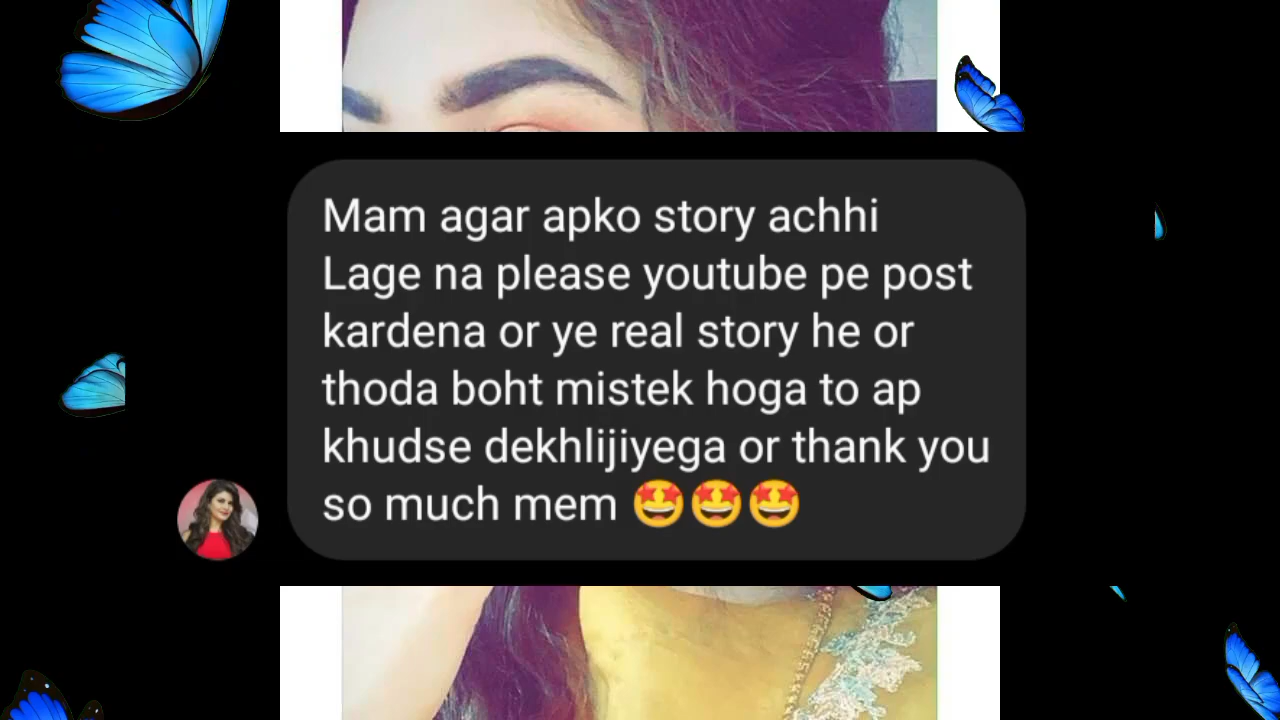 Mam agar apko story achhi
Lage na please youtube pe post
kardena or ye real story he or
thoda boht mistek hoga to ap
khudse dekhlijiyega or thank you
so much mem 🤩🤩🤩